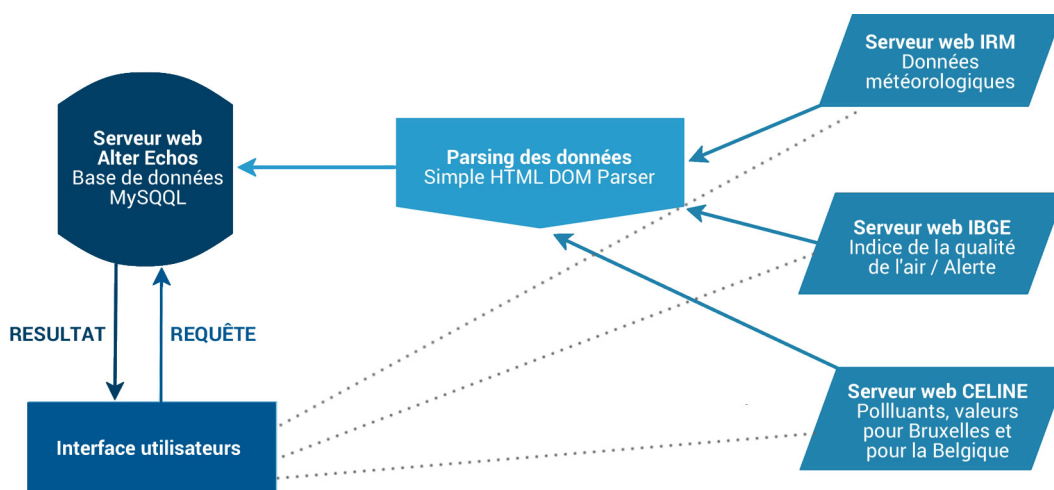 Serveur web IRM
Données
météorologiques
Serveur web
Alter Echos
Base de données
MySQQL
Parsing des données
Simple HTML DOM Parser
Serveur web IBGE
Indice de la qualité
de l'air / Alerte
RESULTAT
REQUÊTE
Serveur web CELINE
Pollluants, valeurs
pour Bruxelles et
pour la Belgique
Interface utilisateurs